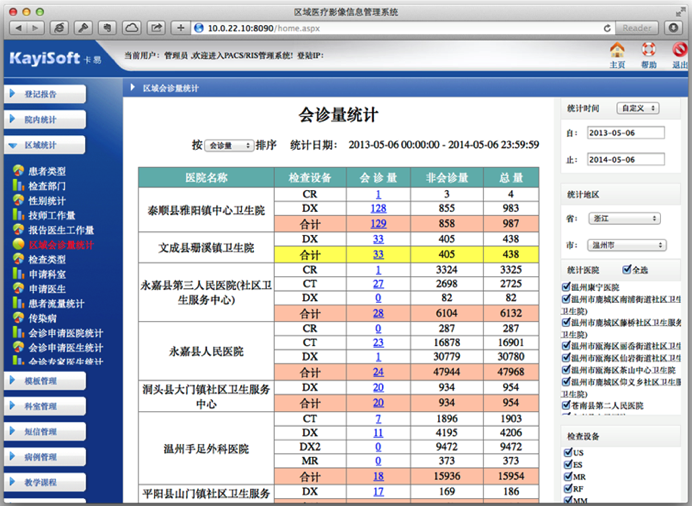 区域医疗影像信息管理系统
10.0.22.10:8090/home.aspx
Reader
KayiSoft 卡易
当前用户：管理员 ,欢迎进入PACS/RIS管理系统! 登陆IP:
主页 帮助 退出
登记报告
院内统计
区域统计
患者类型
检查部门
性别统计
技师工作量
报告医生工作量
区域会诊量统计
检查类型
申请科室
申请医生
患者流量统计
传染病
会诊申请医院统计
会诊申请医生统计
会诊专家医生统计
模板管理
科室管理
短信管理
病例管理
教学课程
区域会诊量统计
会诊量统计
按 会诊量 排序 统计日期： 2013-05-06 00:00:00 - 2014-05-06 23:59:59
医院名称 检查设备 会 诊 量 非会诊量 总 量
泰顺县雅阳镇中心卫生院
CR 1 3 4
DX 128 855 983
合计 129 858 987
文成县珊溪镇卫生院
DX 33 405 438
合计 33 405 438
永嘉县第三人民医院(社区卫
生服务中心)
CR 1 3324 3325
CT 27 2698 2725
DX 0 82 82
合计 28 6104 6132
永嘉县人民医院
CR 0 287 287
CT 23 16878 16901
DX 1 30779 30780
合计 24 47944 47968
洞头县大门镇社区卫生服务
中心
DX 20 934 954
合计 20 934 954
温州手足外科医院
CT 7 1896 1903
DX 11 4195 4206
DX2 0 9472 9472
MR 0 373 373
合计 18 15936 15954
平阳县山门镇社区卫生服务 DX 17 169 186
统计时间 自定义
自： 2013-05-06
止： 2014-05-06
统计地区
省： 浙江
市： 温州市
统计医院 全选
温州康宁医院
温州市鹿城区南浦街道社区卫
生院)
温州市鹿城区藤桥社区卫生服务
卫生院)
温州市瓯海区丽岙街道社区卫生
温州市瓯海区仙岩街道社区卫生
温州市瓯海区茶山中心卫生院
温州市鹿城区仰义乡社区卫生服
卫生院)
苍南县第二人民医院
检查设备
US
ES
MR
RF
MM